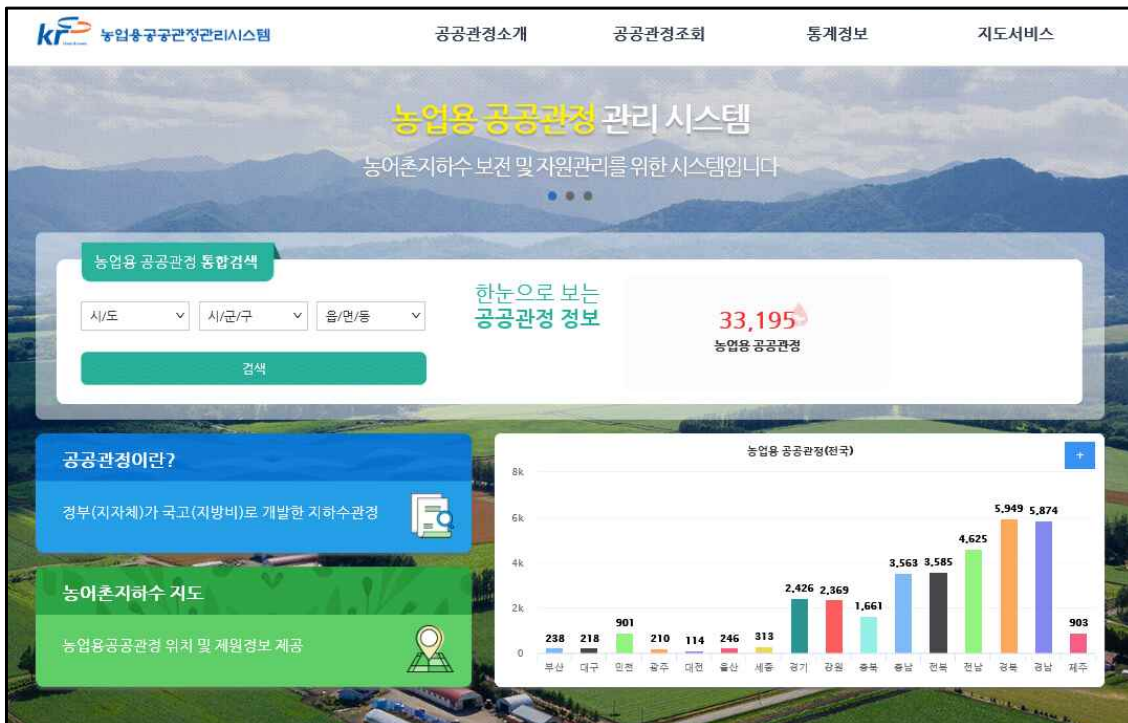 kr 농업용공공관정관리시스템
공공관정소개 공공관정조회 통계정보 지도서비스
농업용 공공관정 관리 시스템
농어촌지하수 보전 및 자원관리를 위한 시스템입니다
농업용 공공관정 통합검색
시/도 시/군/구 읍/면/동
검색
한눈으로 보는
공공관정 정보
33,195
농업용 공공관정
공공관정이란?
정부(지자체)가 국고(지방비)로 개발한 지하수관정
농어촌지하수 지도
농업용공공관정 위치 및 제원정보 제공
농업용 공공관정(전국)
+
8k
6k
4k
2k
0
238 218 901 210 114 246 313 2,426 2,369 1,661 3,563 3,585 4,625 5,949 5,874 903
부산 대구 인천 광주 대전 울산 세종 경기 강원 충북 충남 전북 전남 경북 경남 제주